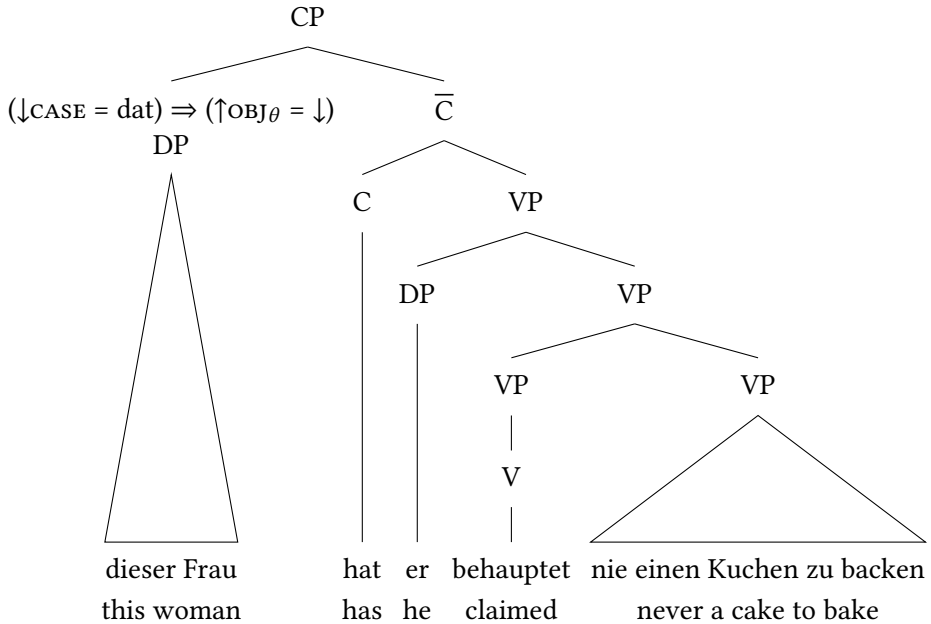 CP
(↓CASE = dat) ⇒ (↑OBJθ = ↓)
DP
C̅
C
VP
DP
VP
VP
VP
V
dieser Frau hat er behauptet nie einen Kuchen zu backen
this woman has he claimed never a cake to bake